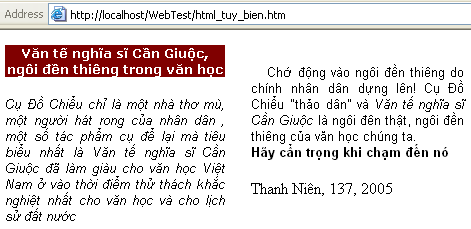 Address http://localhost/WebTest/html_tuy_bien.htm
Văn tế nghĩa sĩ Cần Giuộc,
ngôi đền thiêng trong văn học
Cụ Đồ Chiểu chỉ là một nhà thơ mù,
một người hát rong của nhân dân ,
một số tác phẩm cụ để lại mà tiêu
biểu nhất là Văn tế nghĩa sĩ Cần
Giuộc đã làm giàu cho văn học Việt
Nam ở vào thời điểm thử thách khắc
nghiệt nhất cho văn học và cho lịch
sử đất nước
Chớ động vào ngôi đền thiêng do
chính nhân dân dựng lên! Cụ Đồ
Chiểu "thảo dân" và Văn tế nghĩa sĩ
Cần Giuộc là ngôi đền thật, ngôi đền
thiêng của văn học chúng ta.
Hãy cẩn trọng khi chạm đến nó
Thanh Niên, 137, 2005